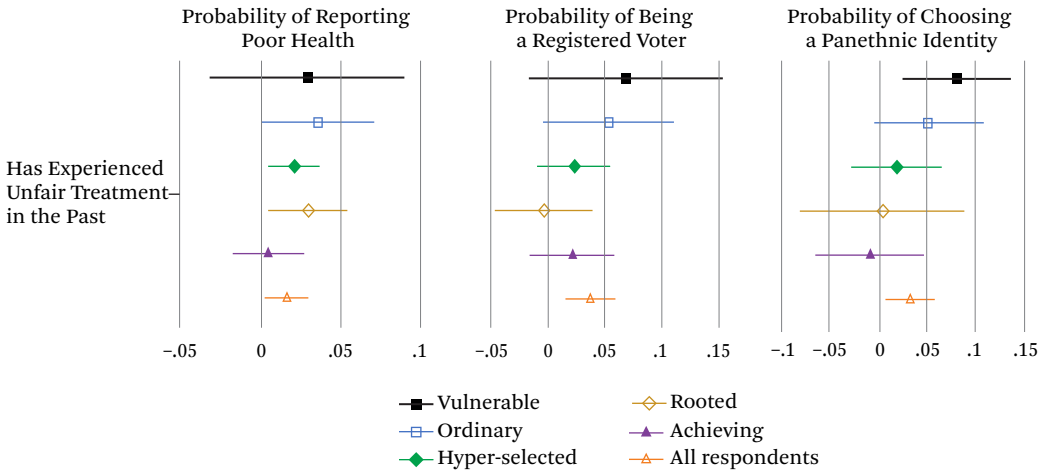 Probability of Reporting
Poor Health
Probability of Being
a Registered Voter
Probability of Choosing
a Panethnic Identity
Has Experienced
Unfair Treatment
in the Past
−.05 0 .05 .1
−.05 0 .05 .1 .15
−.1 −.05 0 .05 .1 .15
Vulnerable
Ordinary
Hyper-selected
Rooted
Achieving
All respondents